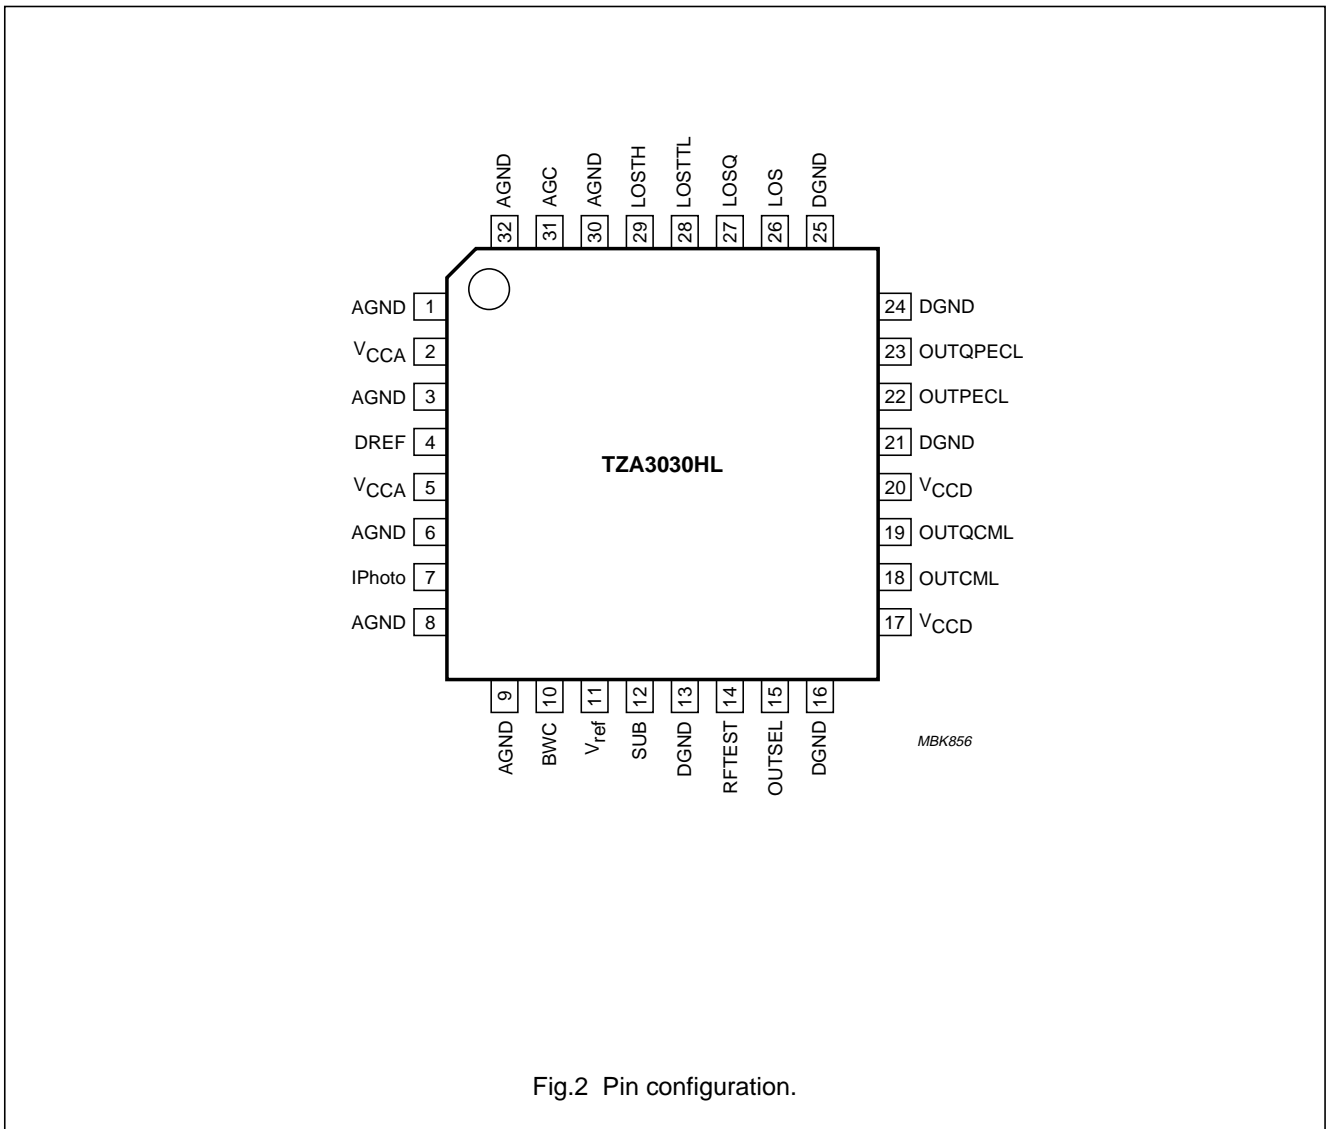 AGND
AGC
AGND
LOSTH
LOSTTL
LOSQ
LOS
DGND
32
31
30
29
28
27
26
25
AGND 1
VCCA 2
AGND 3
DREF 4
VCCA 5
AGND 6
IPhoto 7
AGND 8
TZA3030HL
24 DGND
23 OUTQPECL
22 OUTPECL
21 DGND
20 VCCD
19 OUTQCML
18 OUTCML
17 VCCD
9
10
11
12
13
14
15
16
AGND
BWC
Vref
SUB
DGND
RFTEST
OUTSEL
DGND
MBK856
Fig.2 Pin configuration.